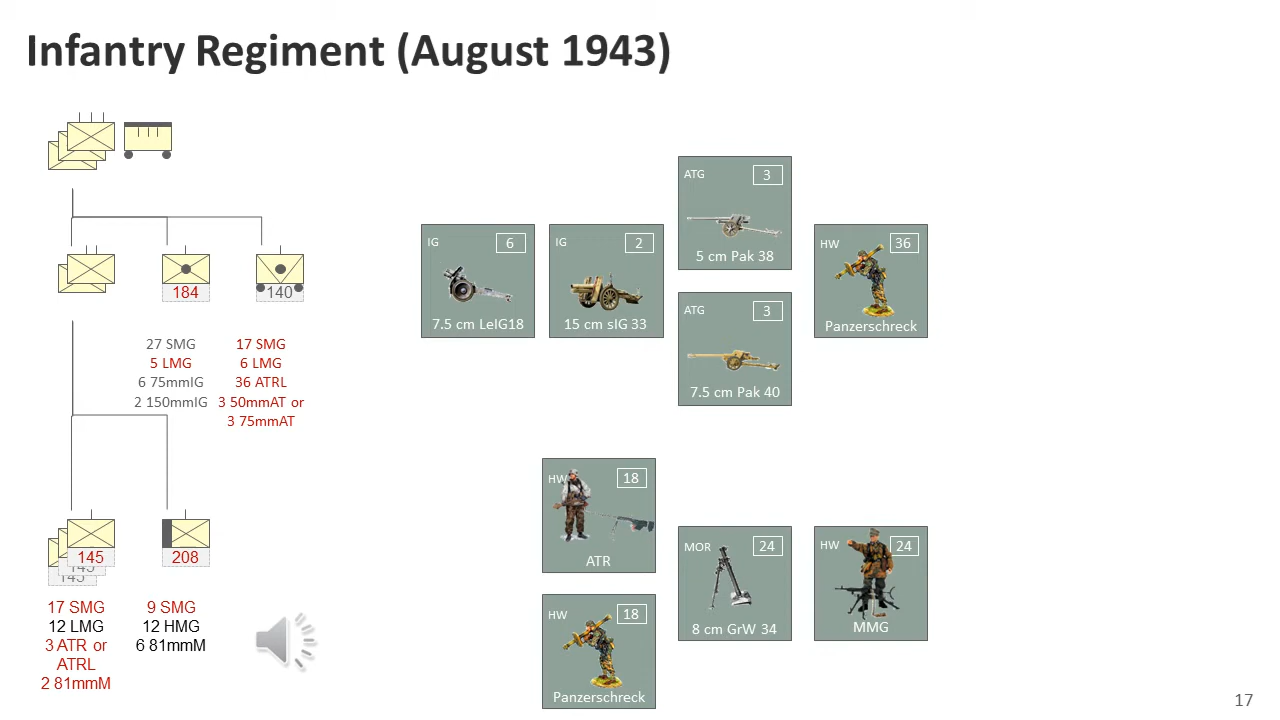 Infantry Regiment (August 1943)
184
140
27 SMG
5 LMG
6 75mmIG
2 150mmIG
17 SMG
6 LMG
36 ATRL
3 50mmAT or
3 75mmAT
145
145
145
208
17 SMG
12 LMG
3 ATR or
ATRL
2 81mmM
9 SMG
12 HMG
6 81mmM
IG 6
7.5 cm LeIG18
IG 2
15 cm sIG 33
ATG 3
5 cm Pak 38
ATG 3
7.5 cm Pak 40
HW 36
Panzerschreck
HW 18
ATR
HW 18
Panzerschreck
MOR 24
8 cm GrW 34
HW 24
MMG
17